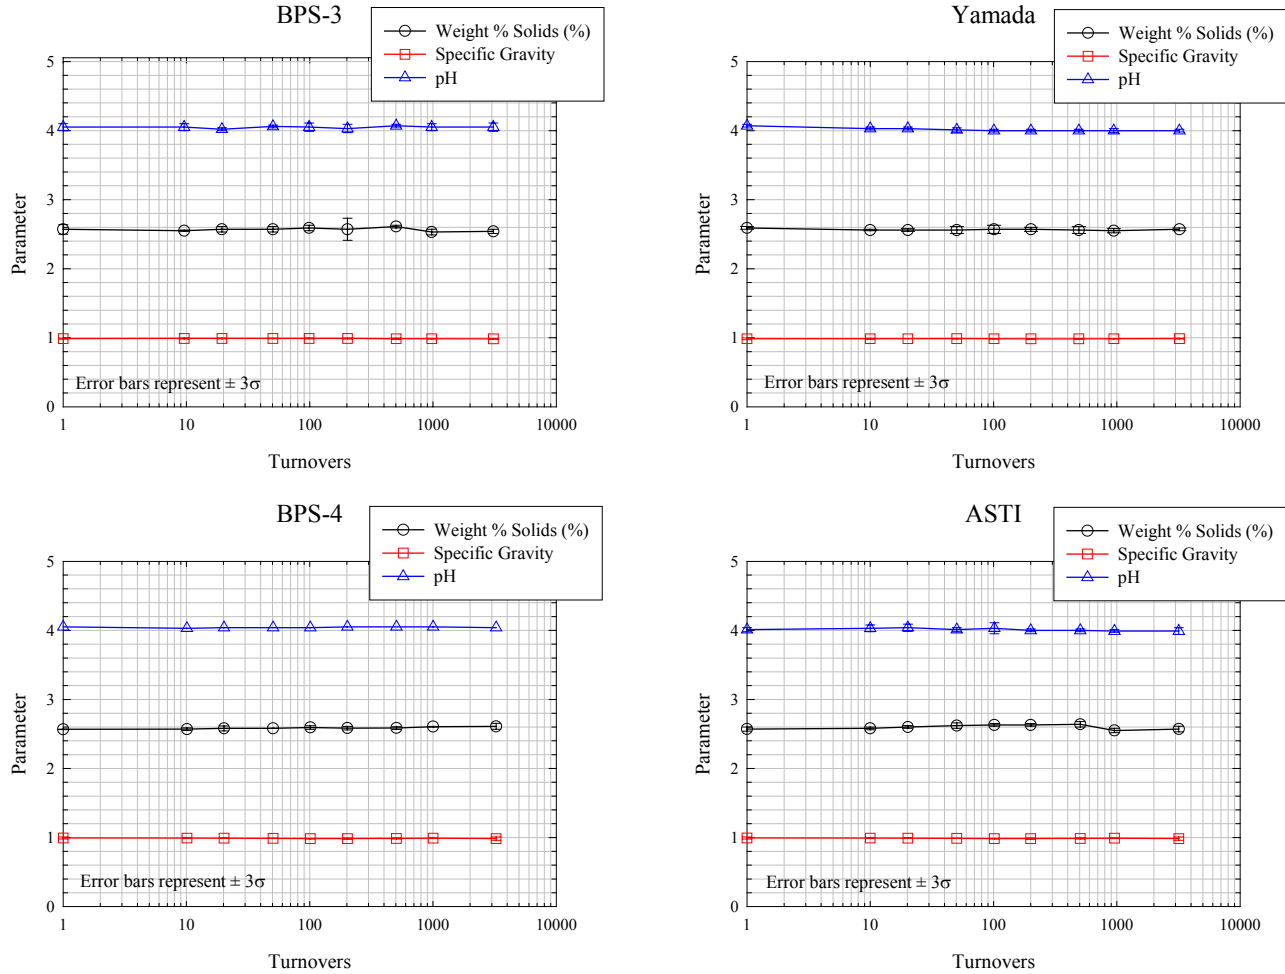 BPS-3
Weight % Solids (%)
Specific Gravity
pH
5
4
3
2
1
0
Parameter
Error bars represent ± 3σ
1 10 100 1000 10000
Turnovers
Yamada
Weight % Solids (%)
Specific Gravity
pH
5
4
3
2
1
0
Parameter
Error bars represent ± 3σ
1 10 100 1000 10000
Turnovers
BPS-4
Weight % Solids (%)
Specific Gravity
pH
5
4
3
2
1
0
Parameter
Error bars represent ± 3σ
1 10 100 1000 10000
Turnovers
ASTI
Weight % Solids (%)
Specific Gravity
pH
5
4
3
2
1
0
Parameter
Error bars represent ± 3σ
1 10 100 1000 10000
Turnovers